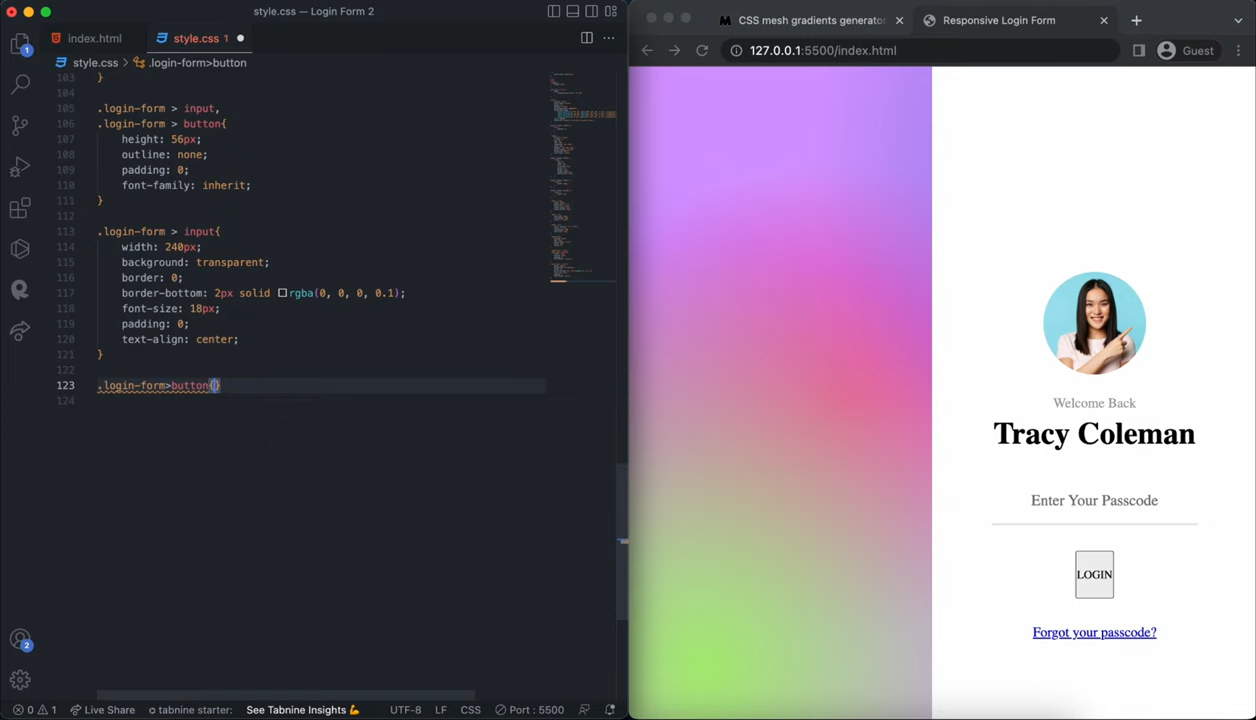 style.css — Login Form 2
index.html
style.css 1
style.css > .login-form>button
103 }
104
105 .login-form > input,
106 .login-form > button{
107 height: 56px;
108 outline: none;
109 padding: 0;
110 font-family: inherit;
111 }
112
113 .login-form > input{
114 width: 240px;
115 background: transparent;
116 border: 0;
117 border-bottom: 2px solid rgba(0, 0, 0, 0.1);
118 font-size: 18px;
119 padding: 0;
120 text-align: center;
121 }
122
123 .login-form>button{}
124
1
2
0 1 Live Share tabnine starter: See Tabnine Insights UTF-8 LF CSS Port : 5500
CSS mesh gradients generator
Responsive Login Form
127.0.0.1:5500/index.html
Guest
Welcome Back
Tracy Coleman
Enter Your Passcode
LOGIN
Forgot your passcode?